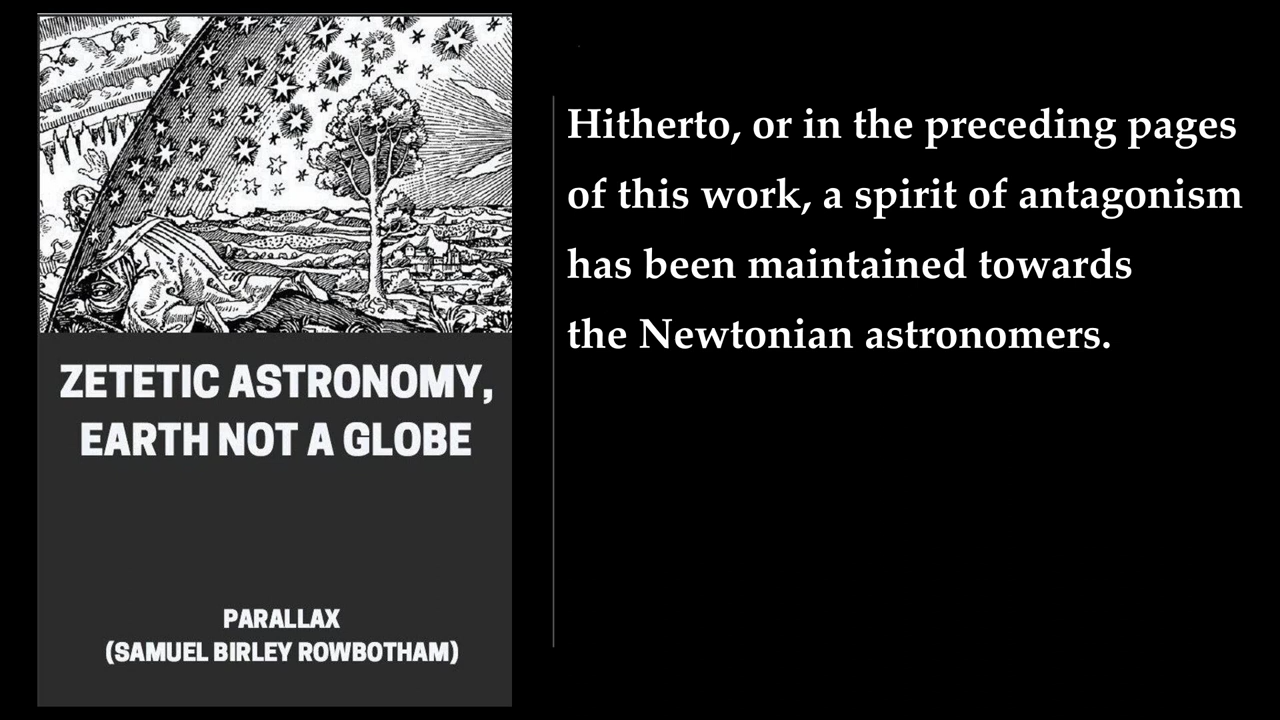 ZETETIC ASTRONOMY,
EARTH NOT A GLOBE
PARALLAX
(SAMUEL BIRLEY ROWBOTHAM)
Hitherto, or in the preceding pages
of this work, a spirit of antagonism
has been maintained towards
the Newtonian astronomers.